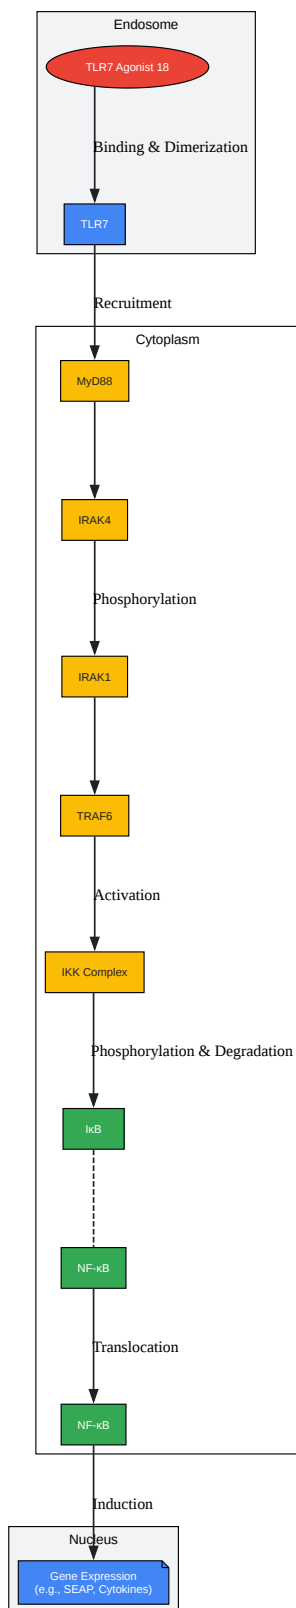 Endosome
TLR7 Agonist 18
Binding & Dimerization
TLR7
Recruitment
Cytoplasm
MyD88
IRAK4
Phosphorylation
IRAK1
TRAF6
Activation
IKK Complex
Phosphorylation & Degradation
IκB
NF-κB
Translocation
NF-κB
Induction
Nucleus
Gene Expression
(e.g., SEAP, Cytokines)